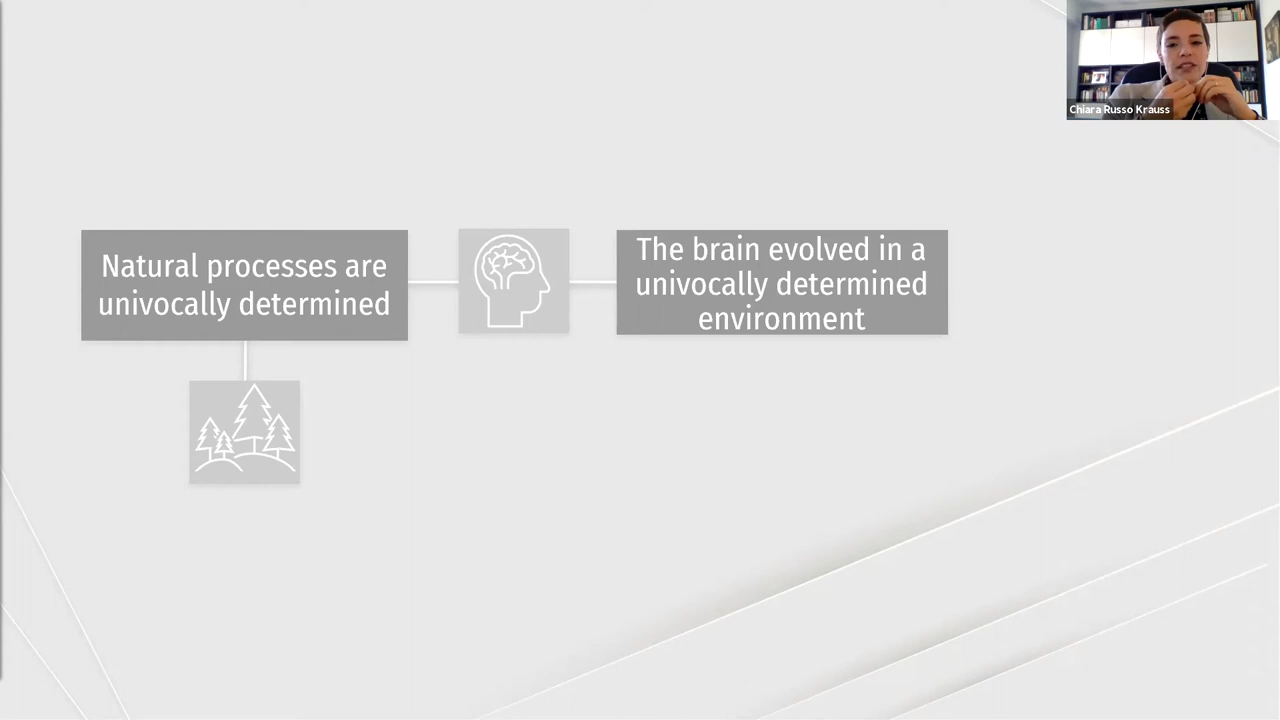 Chiara Russo Krauss
Natural processes are
univocally determined
The brain evolved in a
univocally determined
environment